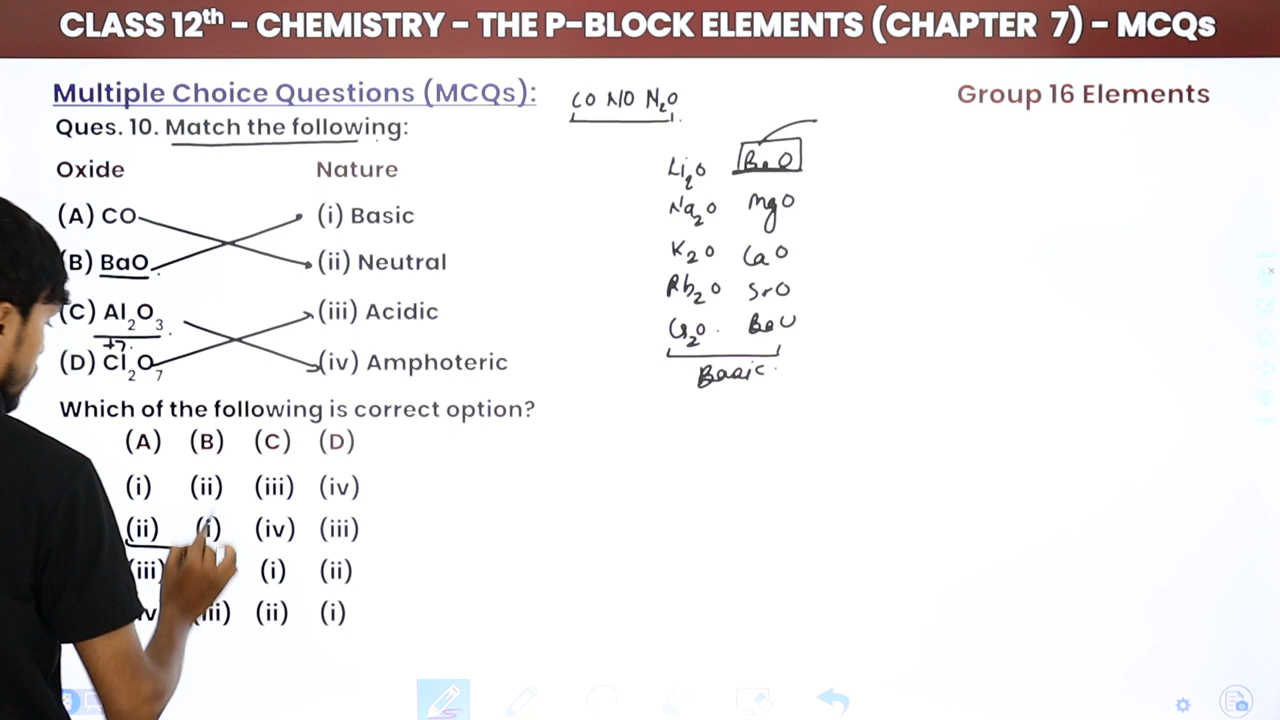 CLASS 12th - CHEMISTRY - THE P-BLOCK ELEMENTS (CHAPTER 7) - MCQs
Multiple Choice Questions (MCQs):
CO NO N₂O
Group 16 Elements
Ques. 10. Match the following:
Oxide Nature
(A) CO (i) Basic
(B) BaO (ii) Neutral
(C) Al₂O₃ (iii) Acidic
+7
(D) Cl₂O₇ (iv) Amphoteric
Li₂O BeO
Na₂O MgO
K₂O CaO
Rb₂O SrO
Cs₂O BaO
Basic
Which of the following is correct option?
(A) (B) (C) (D)
(i) (ii) (iii) (iv)
(ii) (i) (iv) (iii)
(iii) (i) (ii)
(ii) (i)